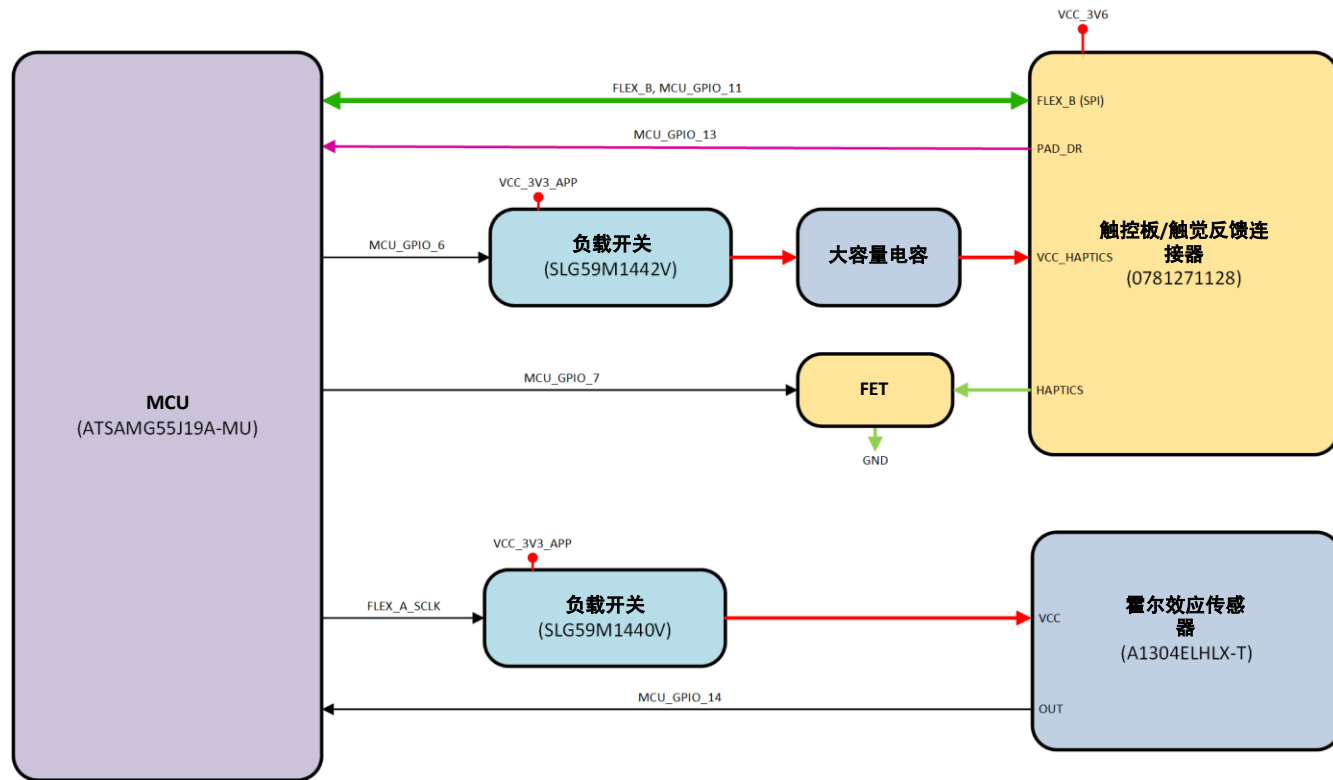 VCC_3V6
FLEX_B, MCU_GPIO_11
FLEX_B (SPI)
MCU_GPIO_13
PAD_DR
VCC_3V3_APP
MCU_GPIO_6
负载开关
(SLG59M1442V)
大容量电容
VCC_HAPTICS
触控板/触觉反馈连
接器
(0781271128)
MCU_GPIO_7
FET
HAPTICS
GND
MCU
(ATSAMG55J19A-MU)
VCC_3V3_APP
FLEX_A_SCLK
负载开关
(SLG59M1440V)
VCC
霍尔效应传感
器
(A1304ELHLX-T)
MCU_GPIO_14
OUT